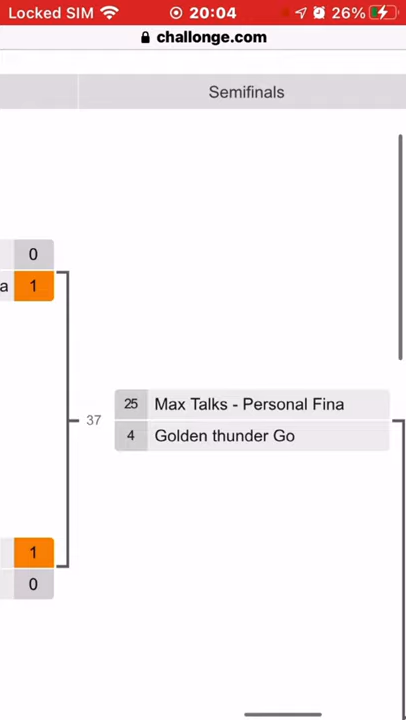 Locked SIM 20:04 26%
challonge.com
Semifinals
0
a 1
25 Max Talks - Personal Fina
37
4 Golden thunder Go
1
0